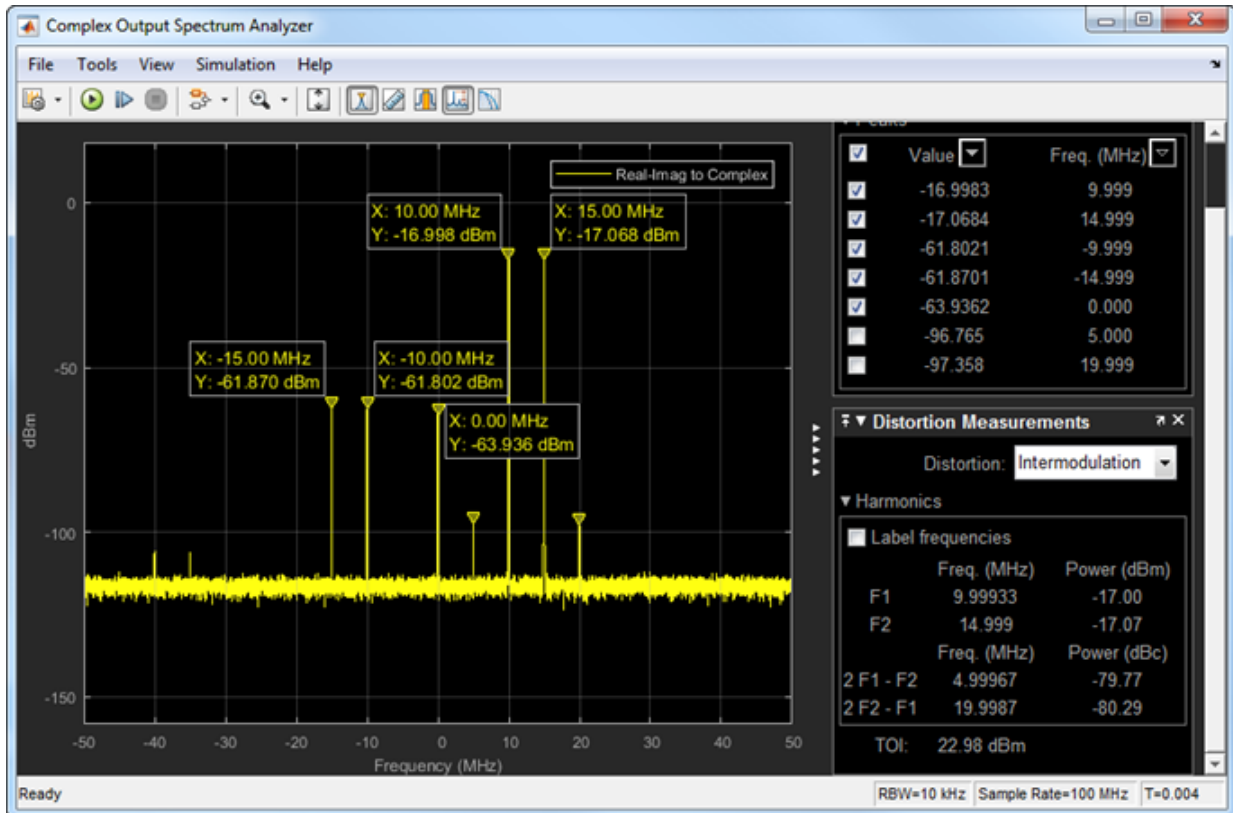 Complex Output Spectrum Analyzer
File Tools View Simulation Help
Peaks
Value Freq. (MHz)
-16.9983 9.999
-17.0684 14.999
-61.8021 -9.999
-61.8701 -14.999
-63.9362 0.000
-96.765 5.000
-97.358 19.999
Real-Imag to Complex
X: 10.00 MHz
Y: -16.998 dBm
X: 15.00 MHz
Y: -17.068 dBm
X: -15.00 MHz
Y: -61.870 dBm
X: -10.00 MHz
Y: -61.802 dBm
X: 0.00 MHz
Y: -63.936 dBm
0
-50
-100
-150
dBm
-50 -40 -30 -20 -10 0 10 20 30 40 50
Frequency (MHz)
Distortion Measurements
Distortion: Intermodulation
Harmonics
Label frequencies
Freq. (MHz) Power (dBm)
F1 9.99933 -17.00
F2 14.999 -17.07
Freq. (MHz) Power (dBc)
2 F1 - F2 4.99967 -79.77
2 F2 - F1 19.9987 -80.29
TOI: 22.98 dBm
Ready
RBW=10 kHz Sample Rate=100 MHz T=0.004